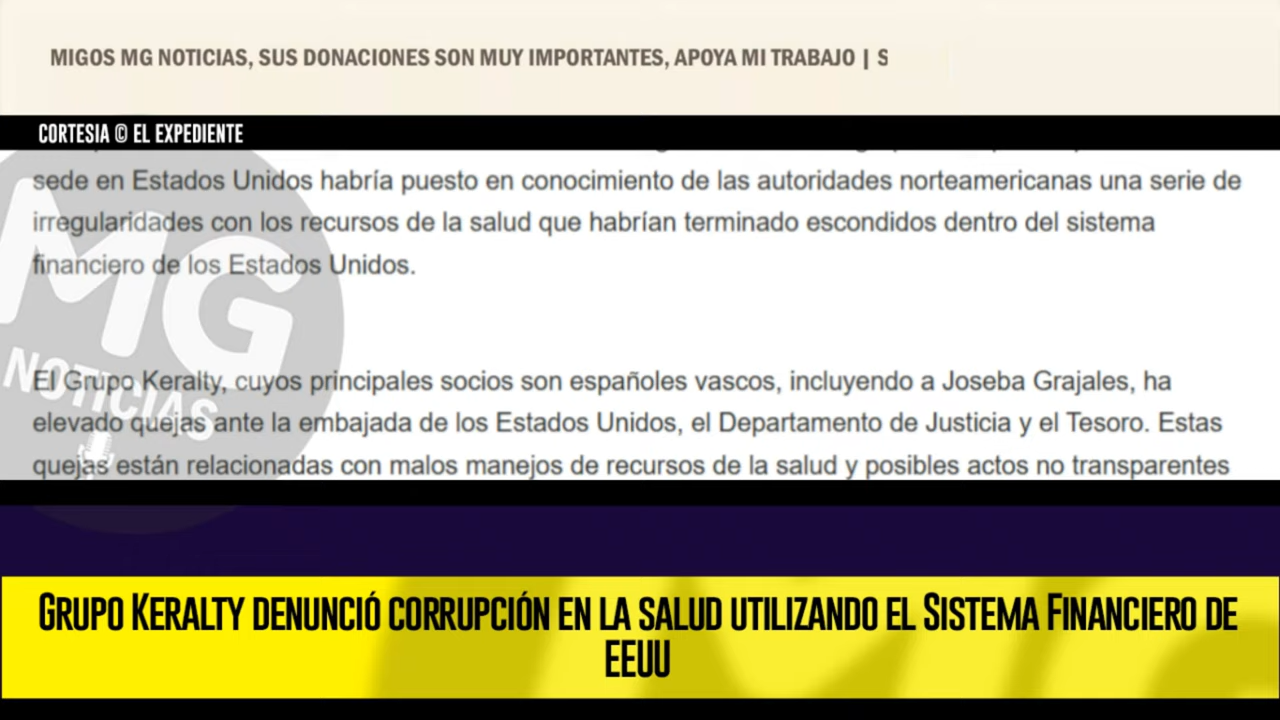 MIGOS MG NOTICIAS, SUS DONACIONES SON MUY IMPORTANTES, APOYA MI TRABAJO | S
CORTESIA © EL EXPEDIENTE
sede en Estados Unidos habría puesto en conocimiento de las autoridades norteamericanas una serie de
irregularidades con los recursos de la salud que habrían terminado escondidos dentro del sistema
financiero de los Estados Unidos.
MG
NOTICIAS
El Grupo Keralty, cuyos principales socios son españoles vascos, incluyendo a Joseba Grajales, ha
elevado quejas ante la embajada de los Estados Unidos, el Departamento de Justicia y el Tesoro. Estas
quejas están relacionadas con malos manejos de recursos de la salud y posibles actos no transparentes
GRUPO KERALTY DENUNCIÓ CORRUPCIÓN EN LA SALUD UTILIZANDO EL SISTEMA FINANCIERO DE
EEUU